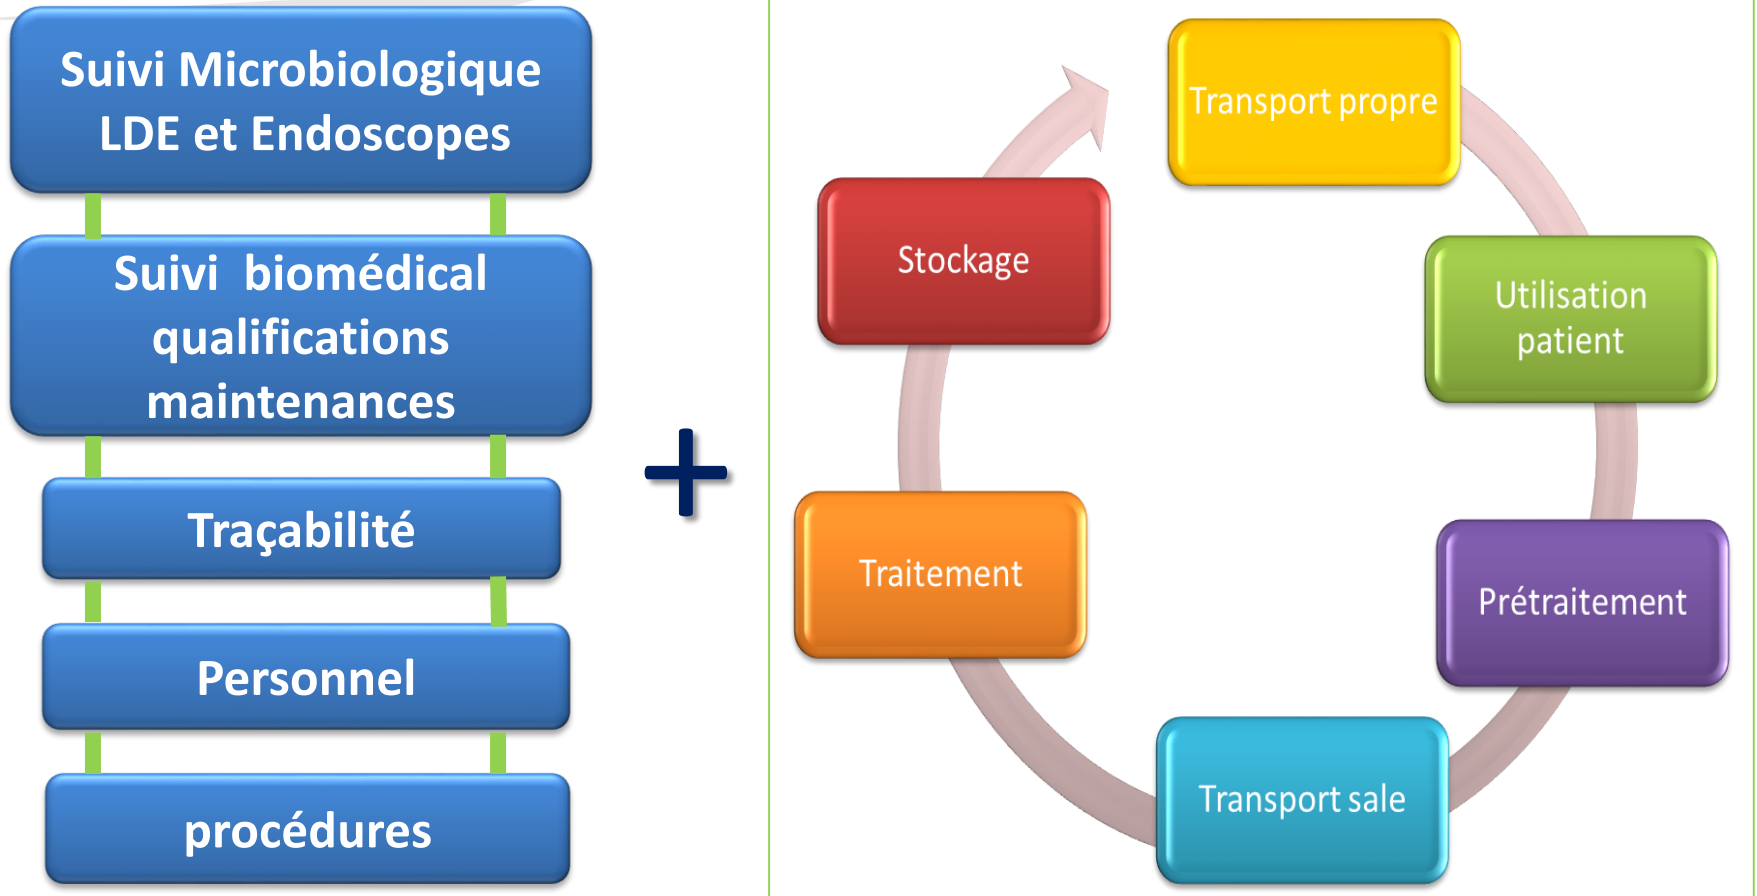 Suivi Microbiologique
LDE et Endoscopes
Suivi  biomédical
qualifications
maintenances
Traçabilité
Personnel
procédures
+
Transport propre
Utilisation
patient
Prétraitement
Transport sale
Traitement
Stockage